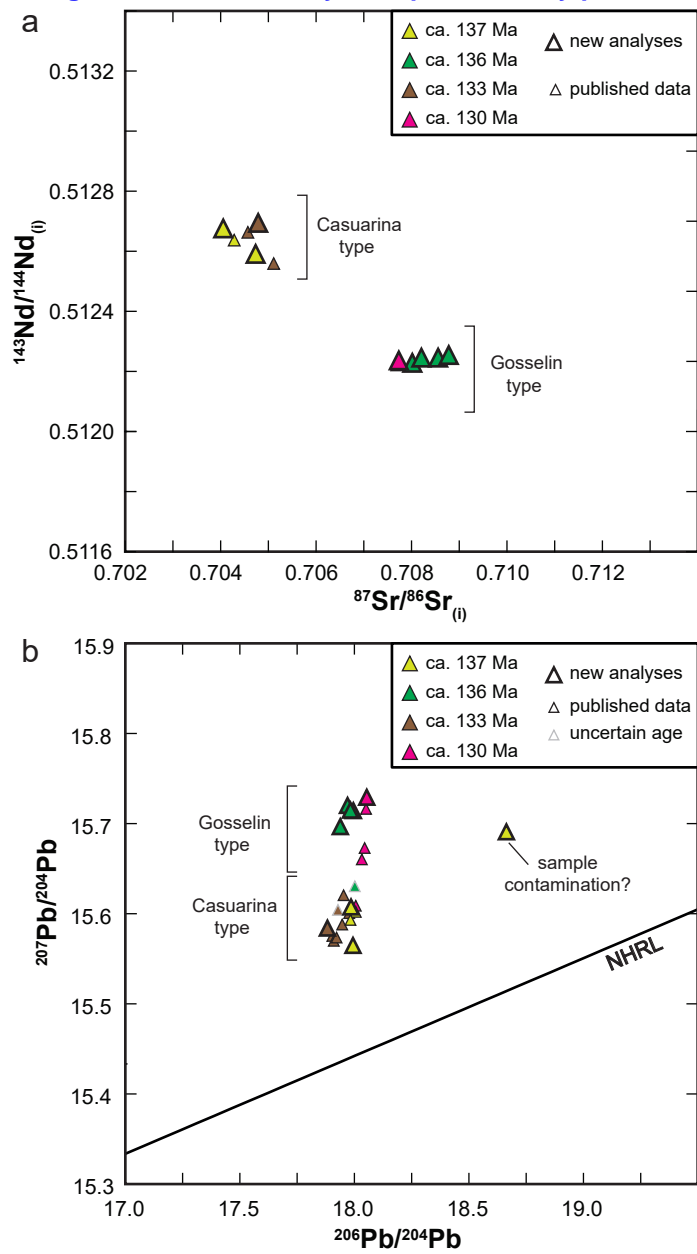 a
ca. 137 Ma
ca. 136 Ma
ca. 133 Ma
ca. 130 Ma
new analyses
published data
0.5132
0.5128
0.5124
0.5120
0.5116
143Nd/144Nd(i)
Casuarina
type
Gosselin
type
0.702
0.704
0.706
0.708
0.710
0.712
87Sr/86Sr(i)
b
ca. 137 Ma
ca. 136 Ma
ca. 133 Ma
ca. 130 Ma
new analyses
published data
uncertain age
15.9
15.8
15.7
15.6
15.5
15.4
15.3
207Pb/204Pb
Gosselin
type
Casuarina
type
sample
contamination?
NHRL
17.0
17.5
18.0
18.5
19.0
206Pb/204Pb